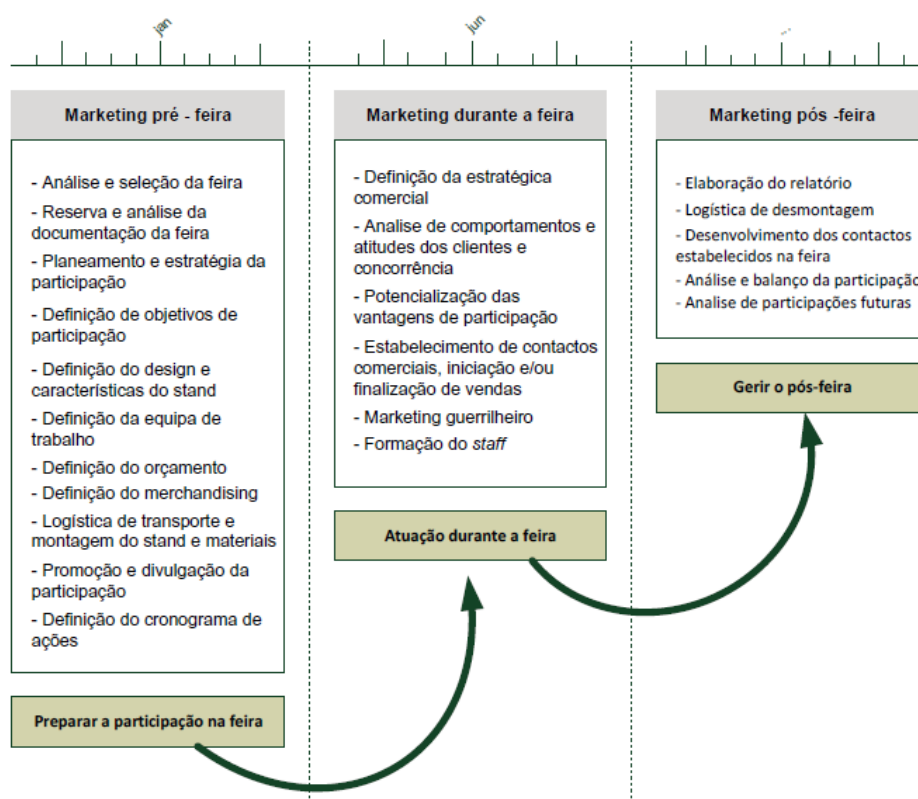 jan
jun
...
Marketing pré - feira
- Análise e seleção da feira
- Reserva e análise da
documentação da feira
- Planeamento e estratégia da
participação
- Definição de objetivos de
participação
- Definição do design e
características do stand
- Definição da equipa de
trabalho
- Definição do orçamento
- Definição do merchandising
- Logística de transporte e
montagem do stand e materiais
- Promoção e divulgação da
participação
- Definição do cronograma de
ações
Preparar a participação na feira
Marketing durante a feira
- Definição da estratégica
comercial
- Analise de comportamentos e
atitudes dos clientes e
concorrência
- Potencialização das
vantagens de participação
- Estabelecimento de contactos
comerciais, iniciação e/ou
finalização de vendas
- Marketing guerrilheiro
- Formação do staff
Atuação durante a feira
Marketing pós -feira
- Elaboração do relatório
- Logística de desmontagem
- Desenvolvimento dos contactos
estabelecidos na feira
- Análise e balanço da participação
- Analise de participações futuras
Gerir o pós-feira